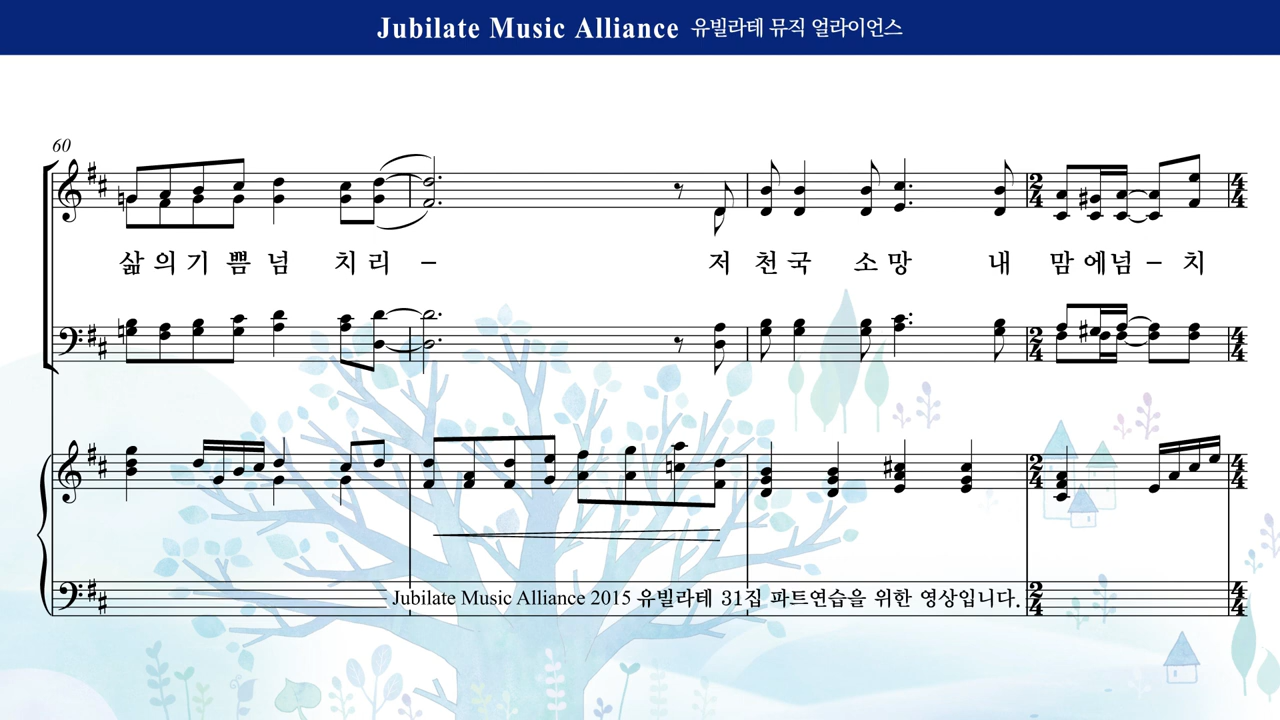 Jubilate Music Alliance 유빌라테 뮤직 얼라이언스
60
삶의기 쁨 넘 치 리 – 저 천국 소망 내 맘에넘 – 치
Jubilate Music Alliance 2015 유빌라테 31집 파트연습을 위한 영상입니다.